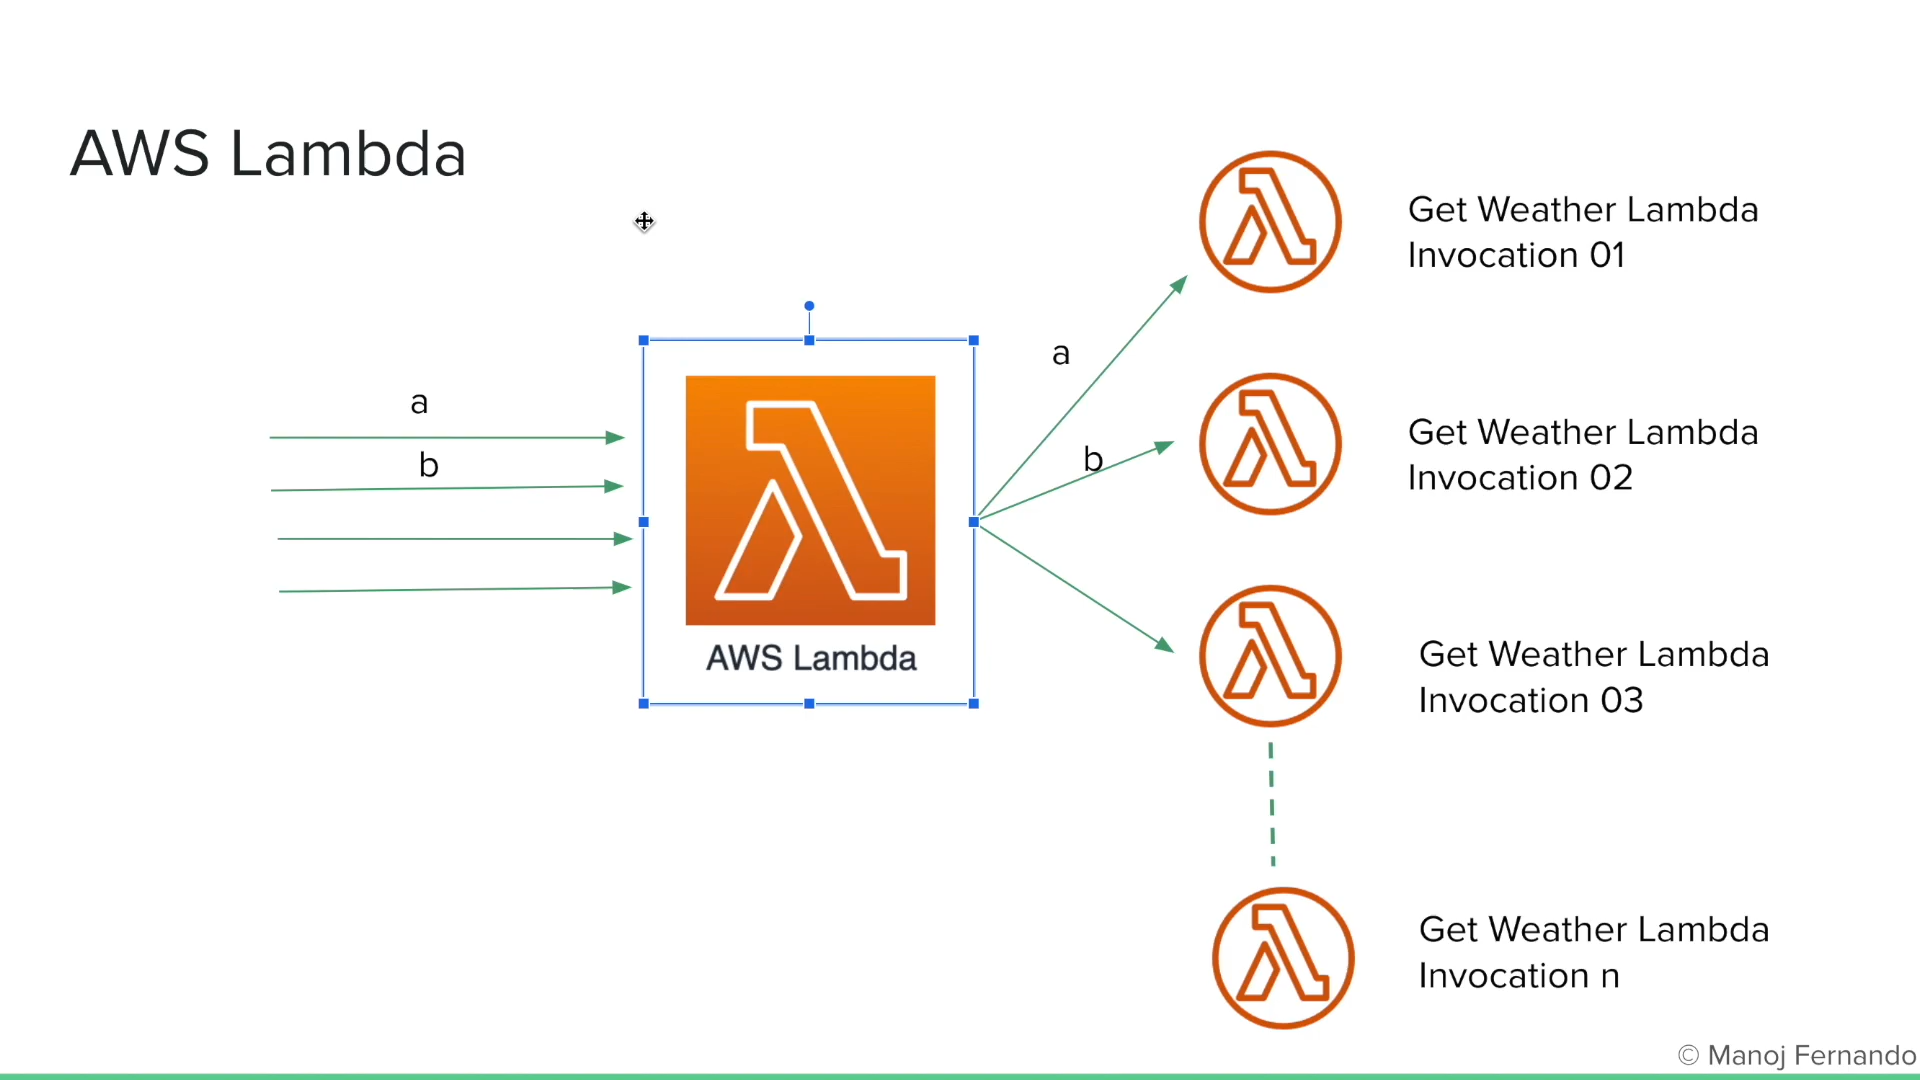 AWS Lambda
a
b
AWS Lambda
a
b
Get Weather Lambda
Invocation 01
Get Weather Lambda
Invocation 02
Get Weather Lambda
Invocation 03
Get Weather Lambda
Invocation n
© Manoj Fernando